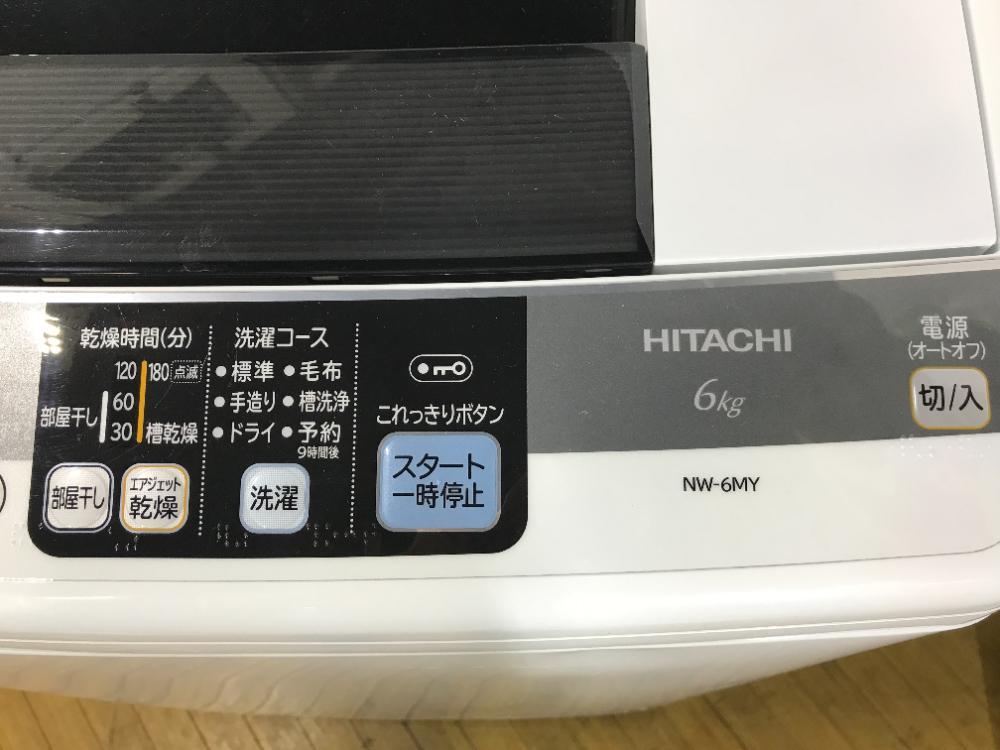 乾燥時間(分)
120 180 点滅
部屋干し 60
30 槽乾燥
部屋干し
エアジェット
乾燥
洗濯コース
●標準 ●毛布
●手造り ●槽洗浄
●ドライ ●予約
9時間後
洗濯
これっきりボタン
スタート
一時停止
HITACHI
6kg
NW-6MY
電源
(オートオフ)
切/入